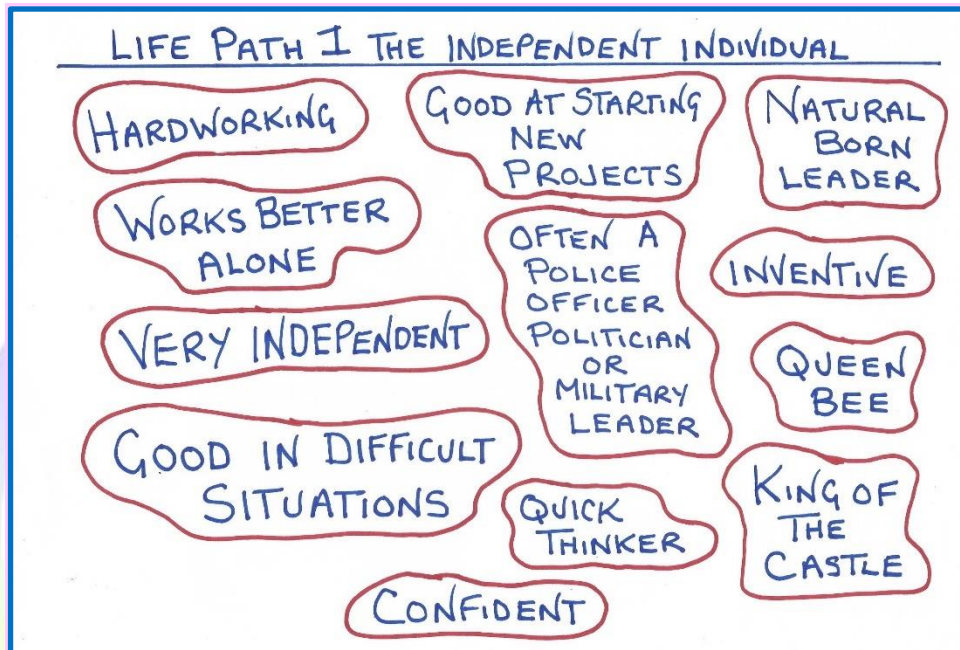 LIFE PATH 1 THE INDEPENDENT INDIVIDUAL
HARDWORKING
GOOD AT STARTING
NEW
PROJECTS
NATURAL
BORN
LEADER
WORKS BETTER
ALONE
OFTEN A
POLICE
OFFICER
POLITICIAN
OR
MILITARY
LEADER
INVENTIVE
VERY INDEPENDENT
QUEEN
BEE
GOOD IN DIFFICULT
SITUATIONS
QUICK
THINKER
KING OF
THE
CASTLE
CONFIDENT